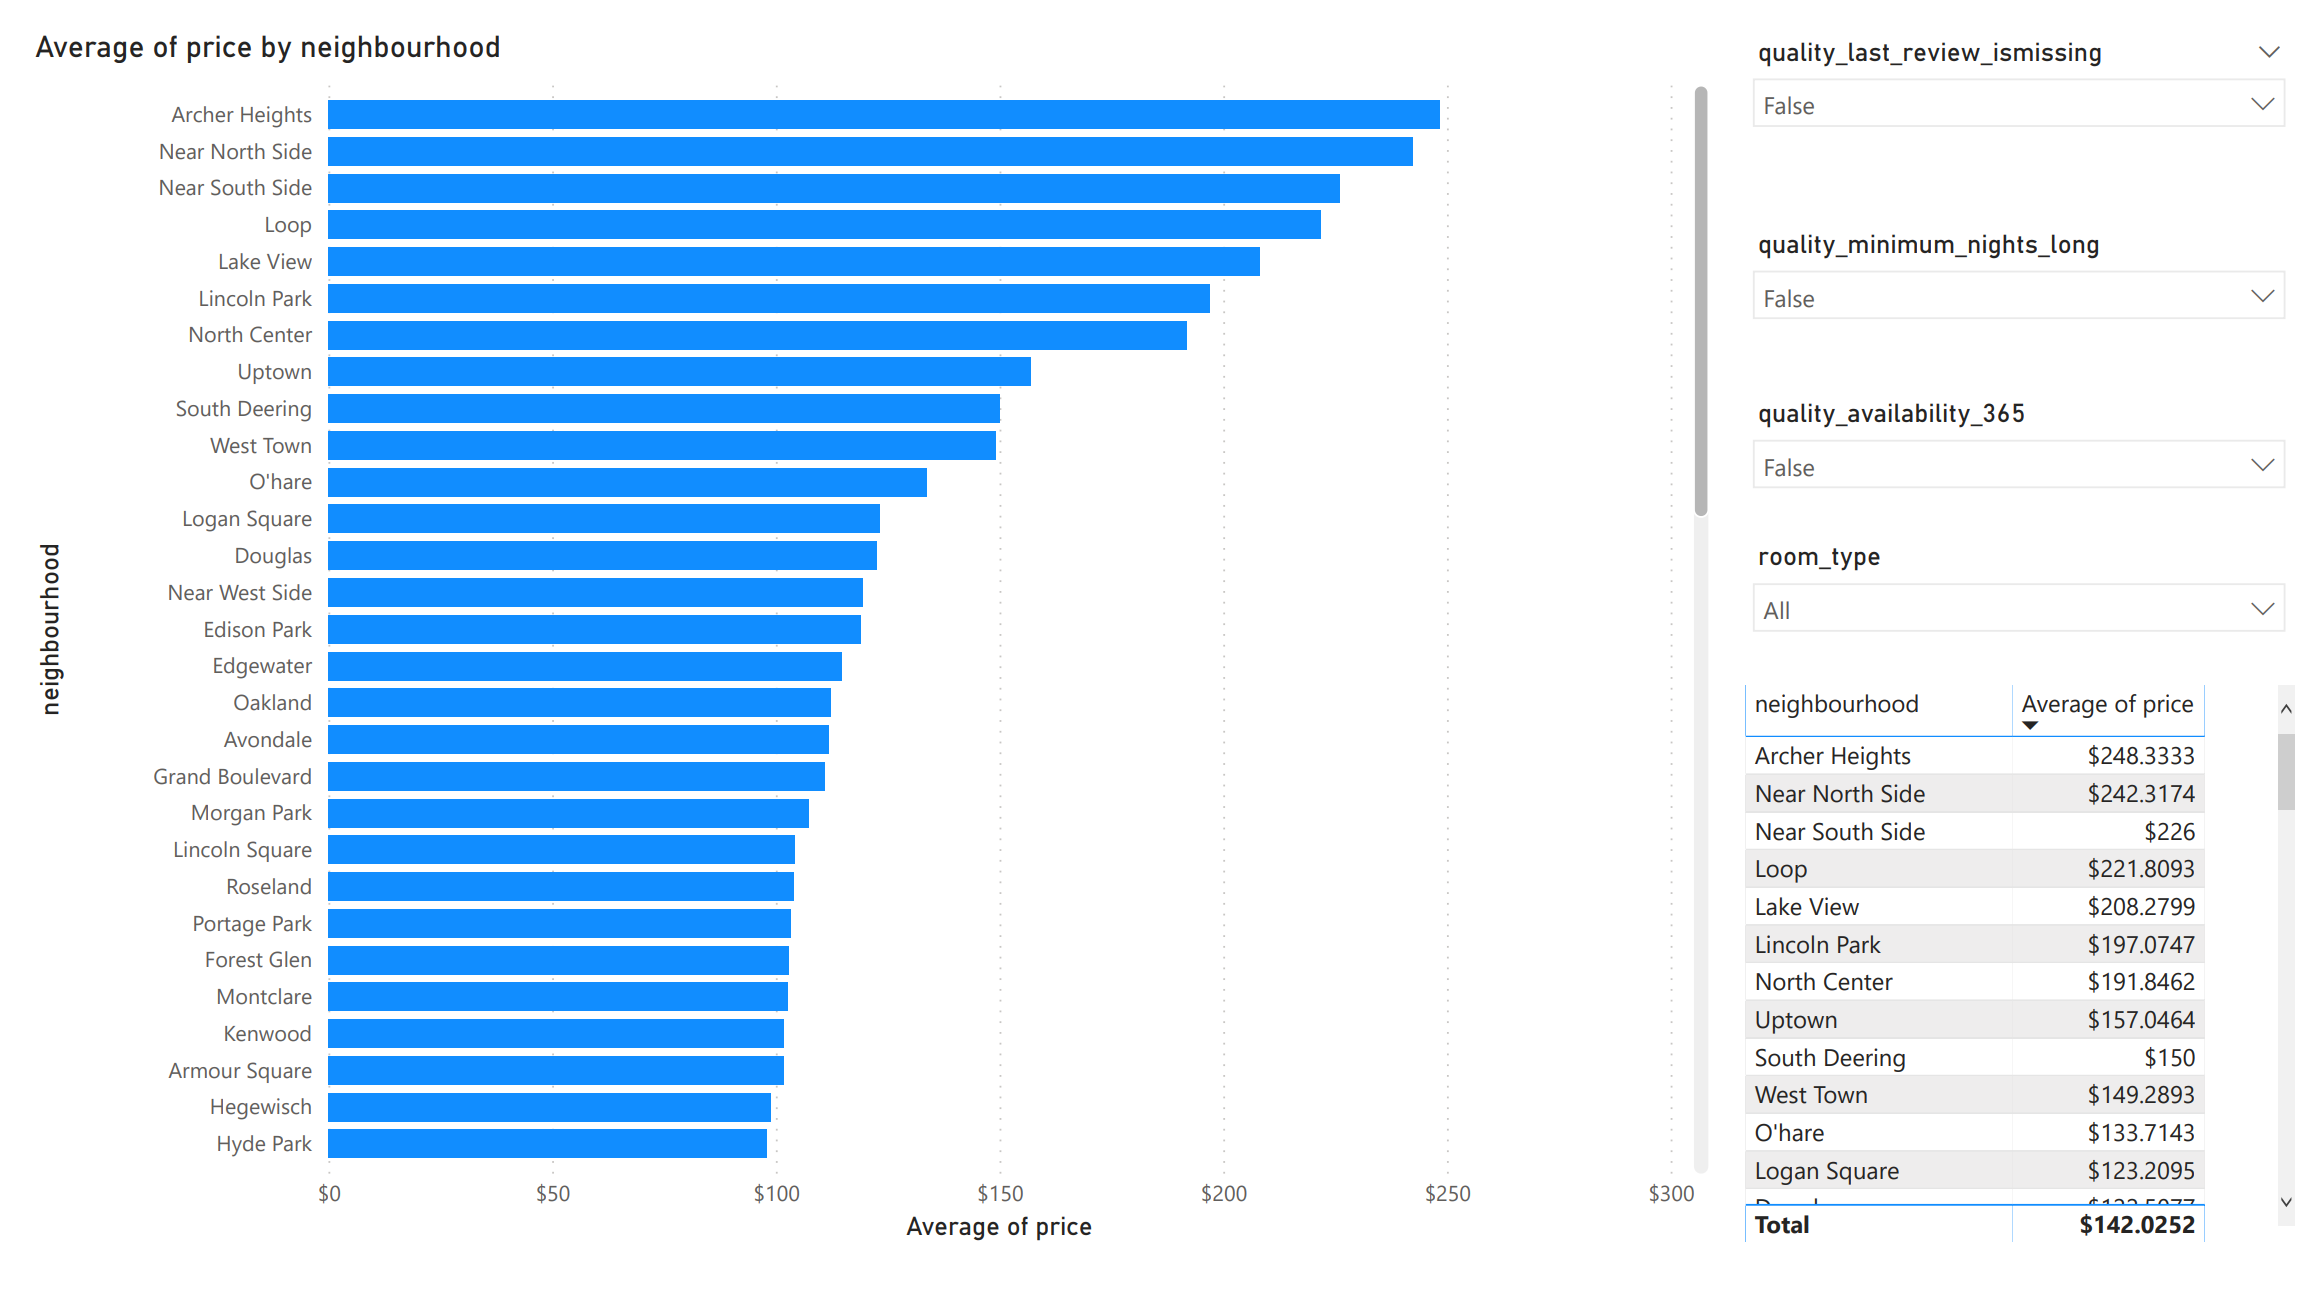 Average of price by neighbourhood
neighbourhood
Archer Heights
Near North Side
Near South Side
Loop
Lake View
Lincoln Park
North Center
Uptown
South Deering
West Town
O'hare
Logan Square
Douglas
Near West Side
Edison Park
Edgewater
Oakland
Avondale
Grand Boulevard
Morgan Park
Lincoln Square
Roseland
Portage Park
Forest Glen
Montclare
Kenwood
Armour Square
Hegewisch
Hyde Park
$0 $50 $100 $150 $200 $250 $300
Average of price
quality_last_review_ismissing
False
quality_minimum_nights_long
False
quality_availability_365
False
room_type
All
neighbourhood Average of price
Archer Heights $248.3333
Near North Side $242.3174
Near South Side $226
Loop $221.8093
Lake View $208.2799
Lincoln Park $197.0747
North Center $191.8462
Uptown $157.0464
South Deering $150
West Town $149.2893
O'hare $133.7143
Logan Square $123.2095
Total $142.0252